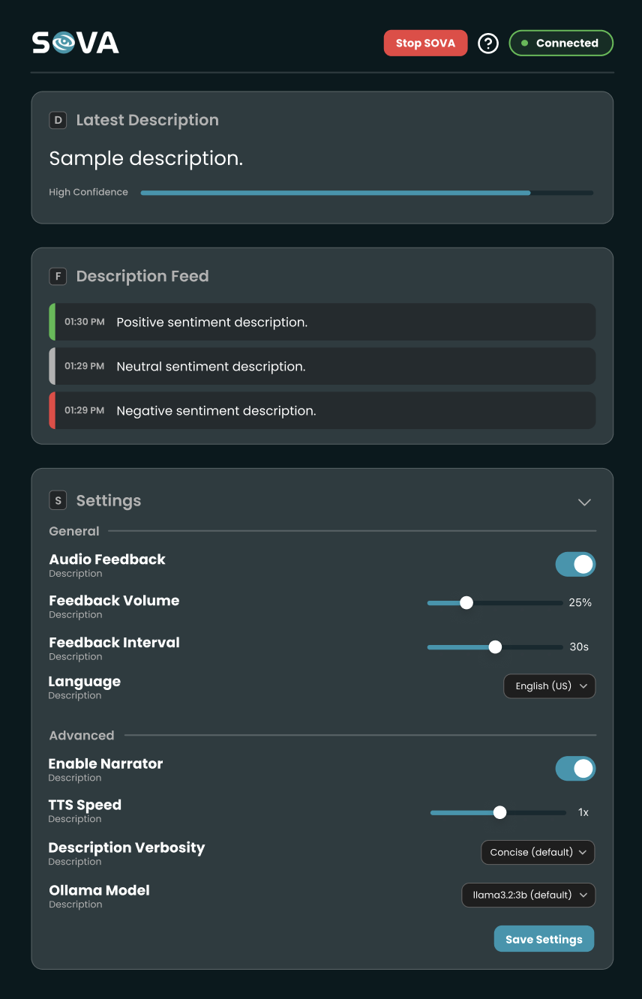 SOVA
Stop SOVA
?
Connected
D Latest Description
Sample description.
High Confidence
F Description Feed
01:30 PM Positive sentiment description.
01:29 PM Neutral sentiment description.
01:29 PM Negative sentiment description.
S Settings
General
Audio Feedback
Description
Feedback Volume
Description
25%
Feedback Interval
Description
30s
Language
Description
English (US)
Advanced
Enable Narrator
Description
TTS Speed
Description
1x
Description Verbosity
Description
Concise (default)
Ollama Model
Description
llama3.2:3b (default)
Save Settings